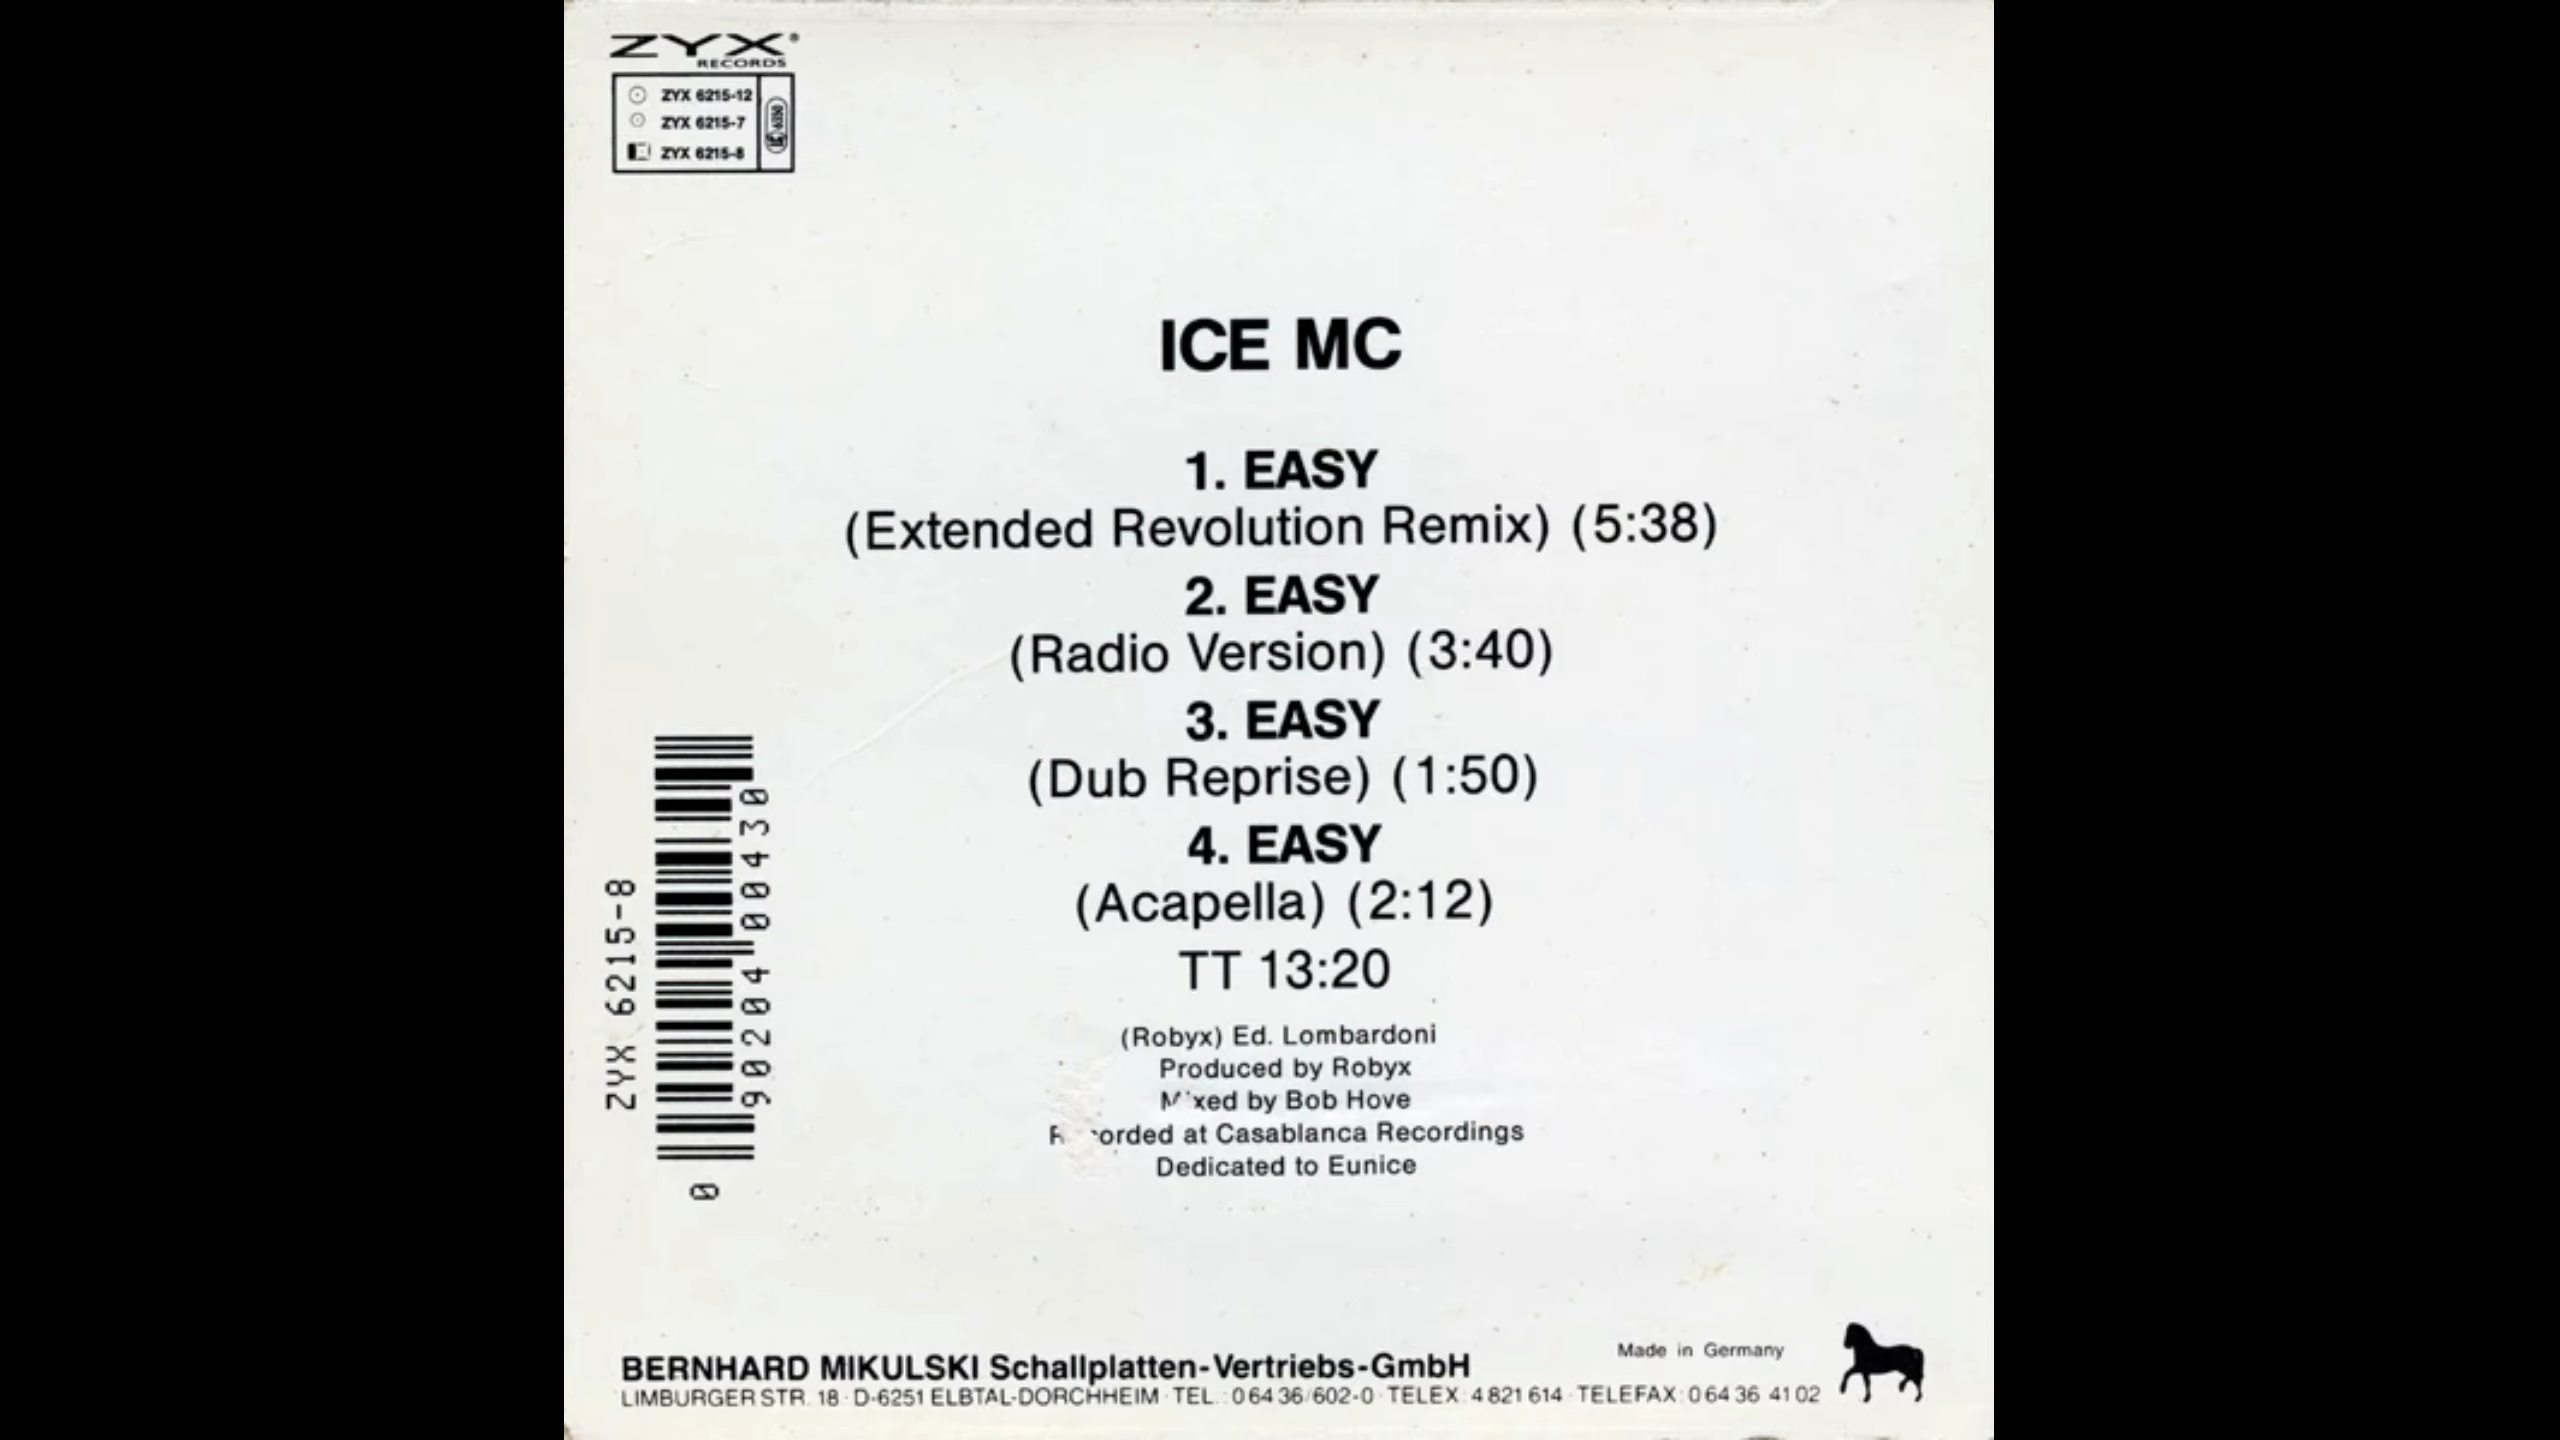 ZYX®
RECORDS
ZYX 6215-12
ZYX 6215-7
ZYX 6215-8
ICE MC
1. EASY
(Extended Revolution Remix) (5:38)
2. EASY
(Radio Version) (3:40)
3. EASY
(Dub Reprise) (1:50)
4. EASY
(Acapella) (2:12)
TT 13:20
(Robyx) Ed. Lombardoni
Produced by Robyx
by Bob Hove
at Casablanca Recordings
Dedicated to Eunice
ZYX 6215-8
0 90204 00430
Made in Germany
BERNHARD MIKULSKI Schallplatten-Vertriebs-GmbH
LIMBURGER STR. 18 · D-6251 ELBTAL-DORCHHEIM · TEL.: 0 64 36/602-0 · TELEX: 4 821 614 · TELEFAX: 0 64 36 41 02